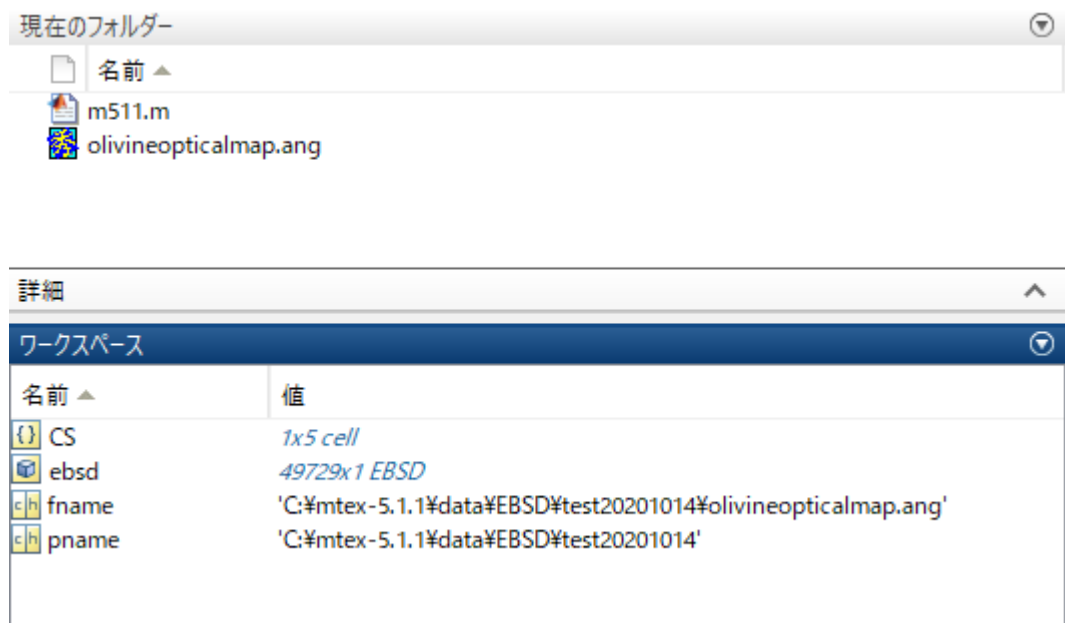 現在のフォルダー
名前
m511.m
olivineopticalmap.ang
詳細
ワークスペース
名前 値
CS 1x5 cell
ebsd 49729x1 EBSD
fname 'C:¥mtex-5.1.1¥data¥EBSD¥test20201014¥olivineopticalmap.ang'
pname 'C:¥mtex-5.1.1¥data¥EBSD¥test20201014'